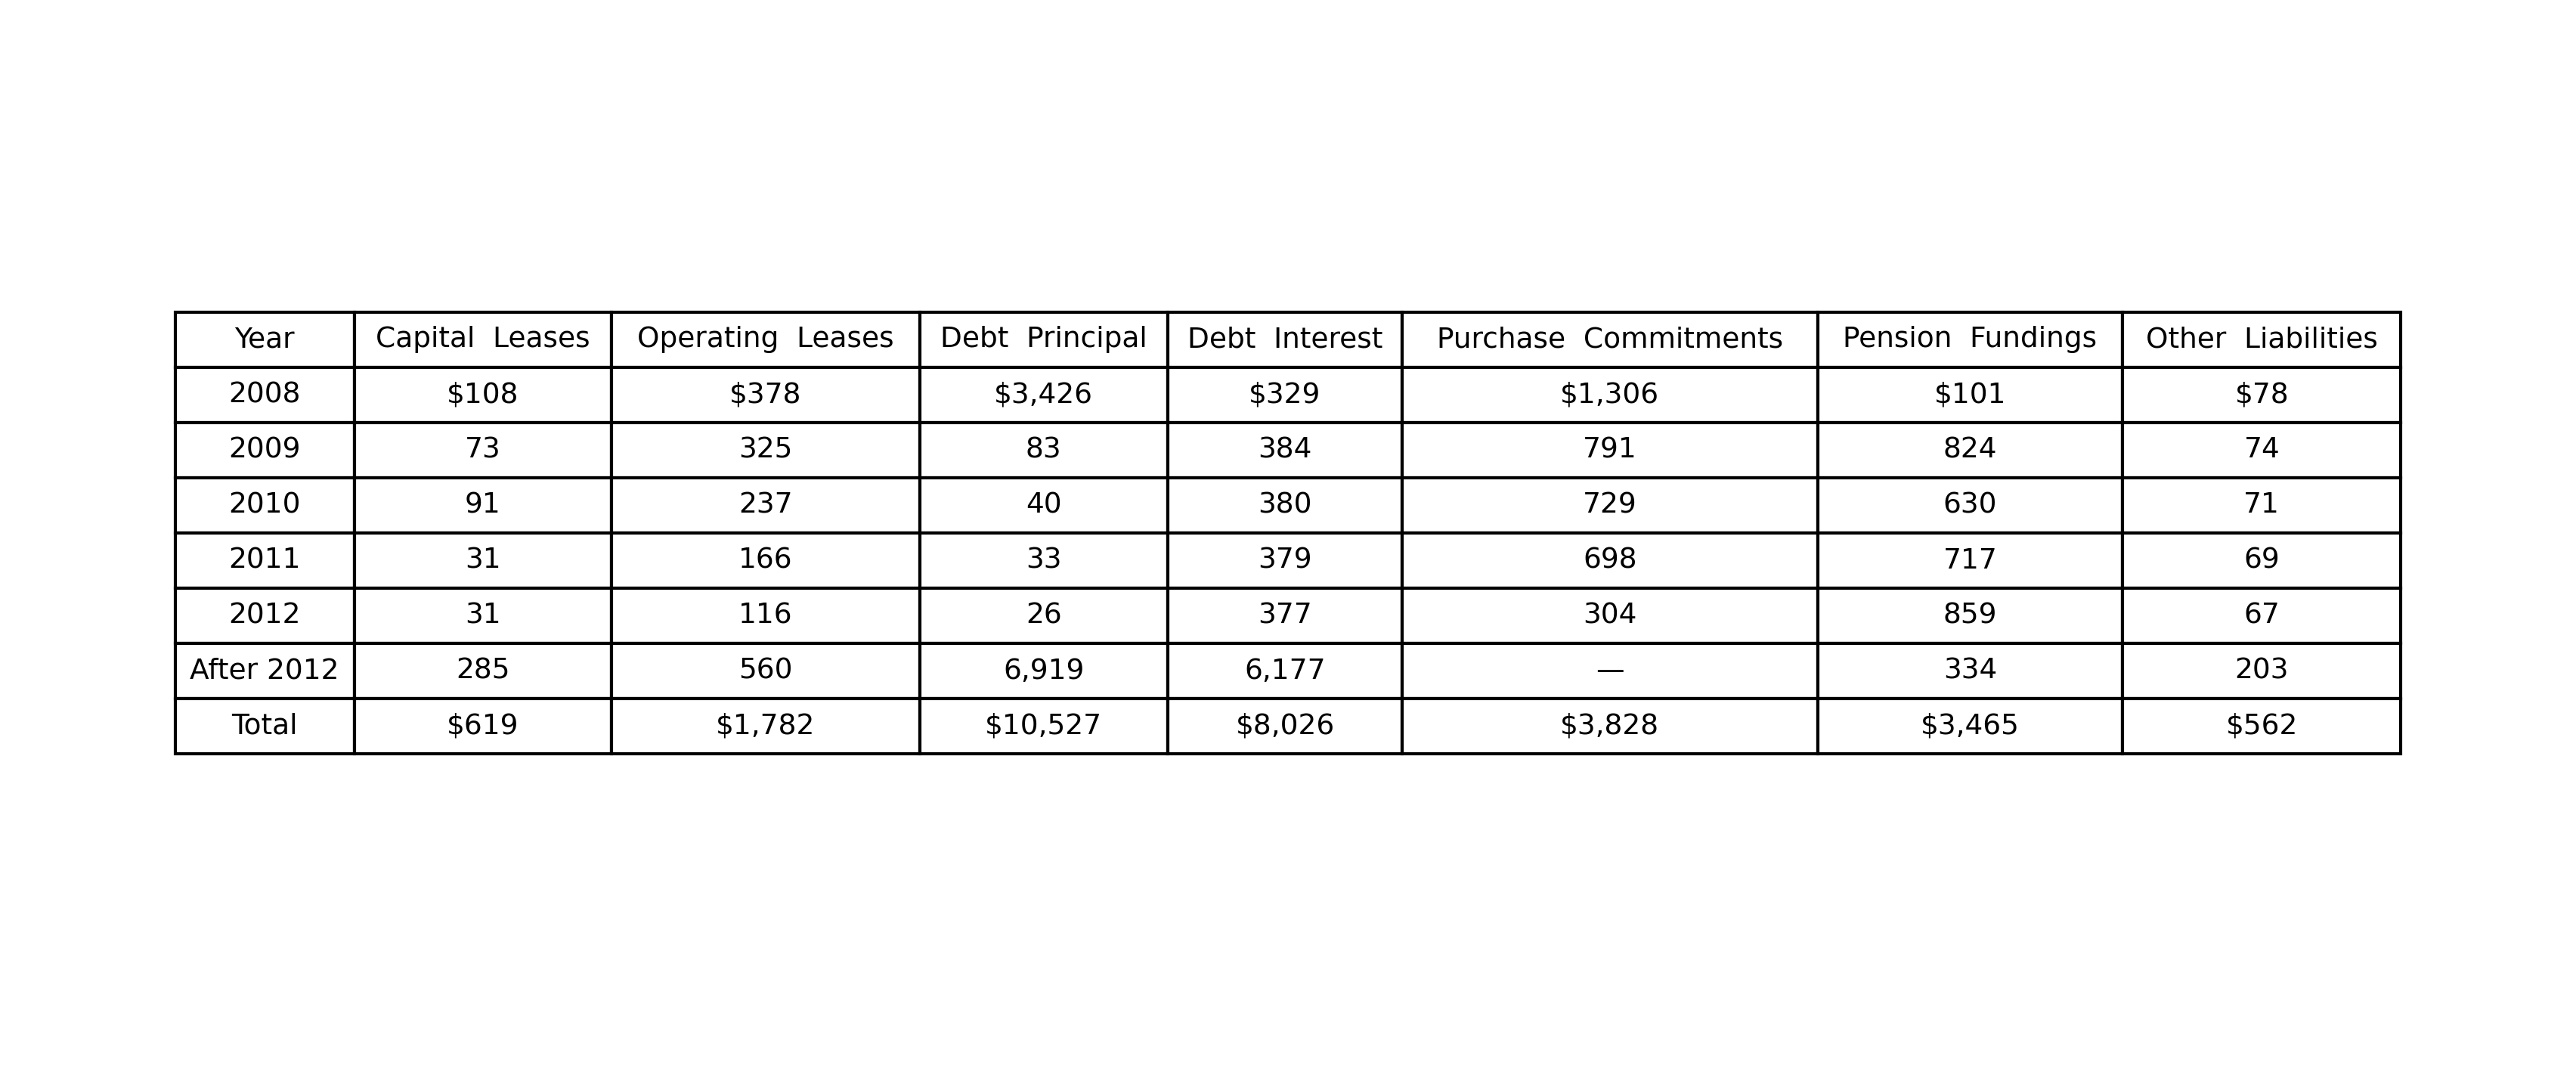 Year Capital Leases Operating Leases Debt Principal Debt Interest Purchase Commitments Pension Fundings Other Liabilities
2008 $108 $378 $3,426 $329 $1,306 $101 $78
2009 73 325 83 384 791 824 74
2010 91 237 40 380 729 630 71
2011 31 166 33 379 698 717 69
2012 31 116 26 377 304 859 67
After 2012 285 560 6,919 6,177 — 334 203
Total $619 $1,782 $10,527 $8,026 $3,828 $3,465 $562